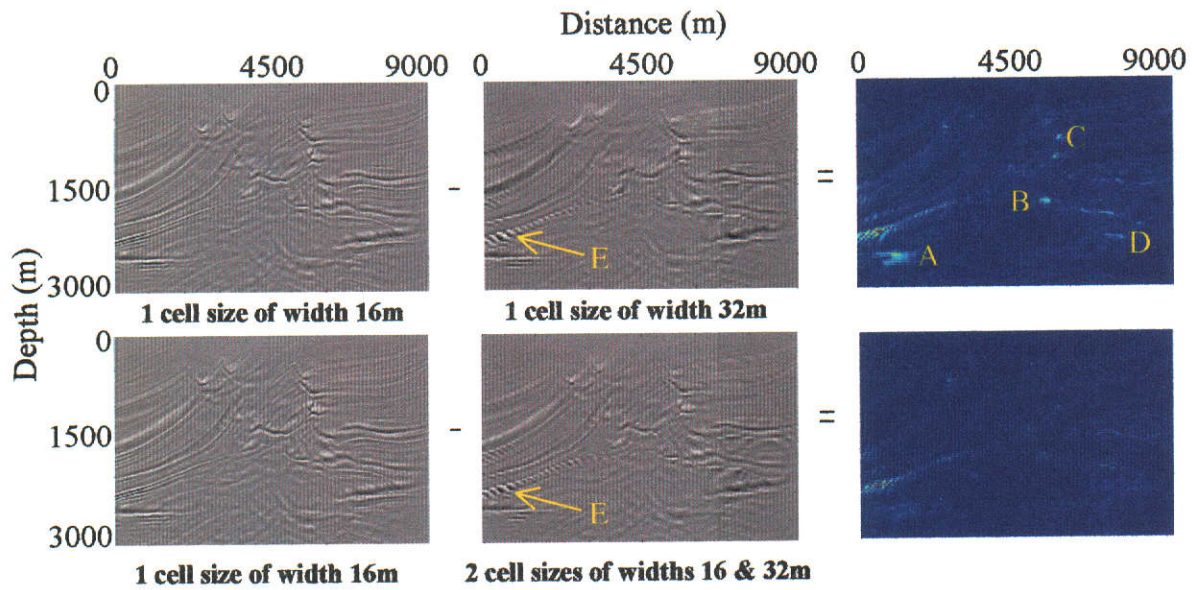 Distance (m)
0 4500 9000 0 4500 9000 0 4500 9000
0
1500
3000
Depth (m)
- =
E
A
B
C
D
1 cell size of width 16m 1 cell size of width 32m
0
1500
3000
- =
E
1 cell size of width 16m 2 cell sizes of widths 16 & 32m